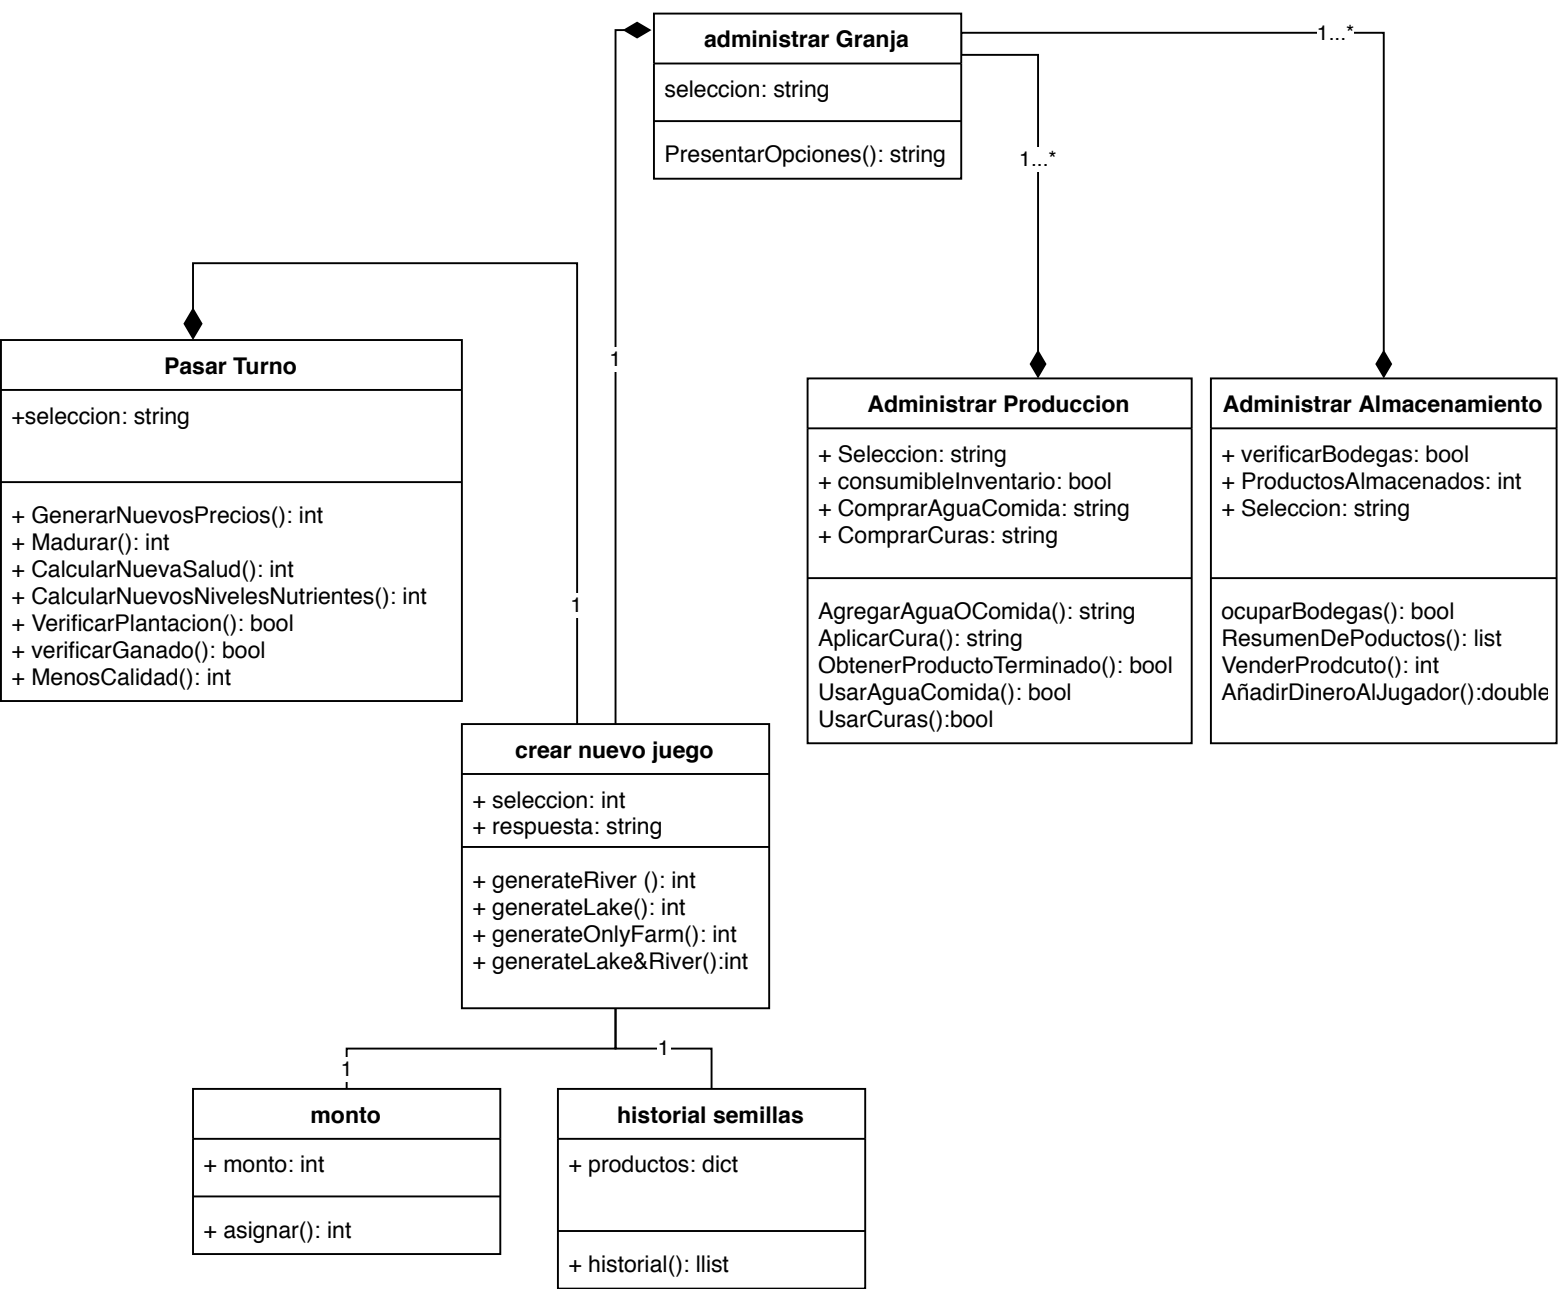 administrar Granja
seleccion: string
PresentarOpciones(): string
1...*
1...*
1
Pasar Turno
+seleccion: string
+ GenerarNuevosPrecios(): int
+ Madurar(): int
+ CalcularNuevaSalud(): int
+ CalcularNuevosNivelesNutrientes(): int
+ VerificarPlantacion(): bool
+ verificarGanado(): bool
+ MenosCalidad(): int
1
Administrar Produccion
+ Seleccion: string
+ consumibleInventario: bool
+ ComprarAguaComida: string
+ ComprarCuras: string
AgregarAguaOComida(): string
AplicarCura(): string
ObtenerProductoTerminado(): bool
UsarAguaComida(): bool
UsarCuras():bool
Administrar Almacenamiento
+ verificarBodegas: bool
+ ProductosAlmacenados: int
+ Seleccion: string
ocuparBodegas(): bool
ResumenDePoductos(): list
VenderProdcuto(): int
AñadirDineroAlJugador():double
crear nuevo juego
+ seleccion: int
+ respuesta: string
+ generateRiver (): int
+ generateLake(): int
+ generateOnlyFarm(): int
+ generateLake&River():int
1
1
monto
+ monto: int
+ asignar(): int
historial semillas
+ productos: dict
+ historial(): llist